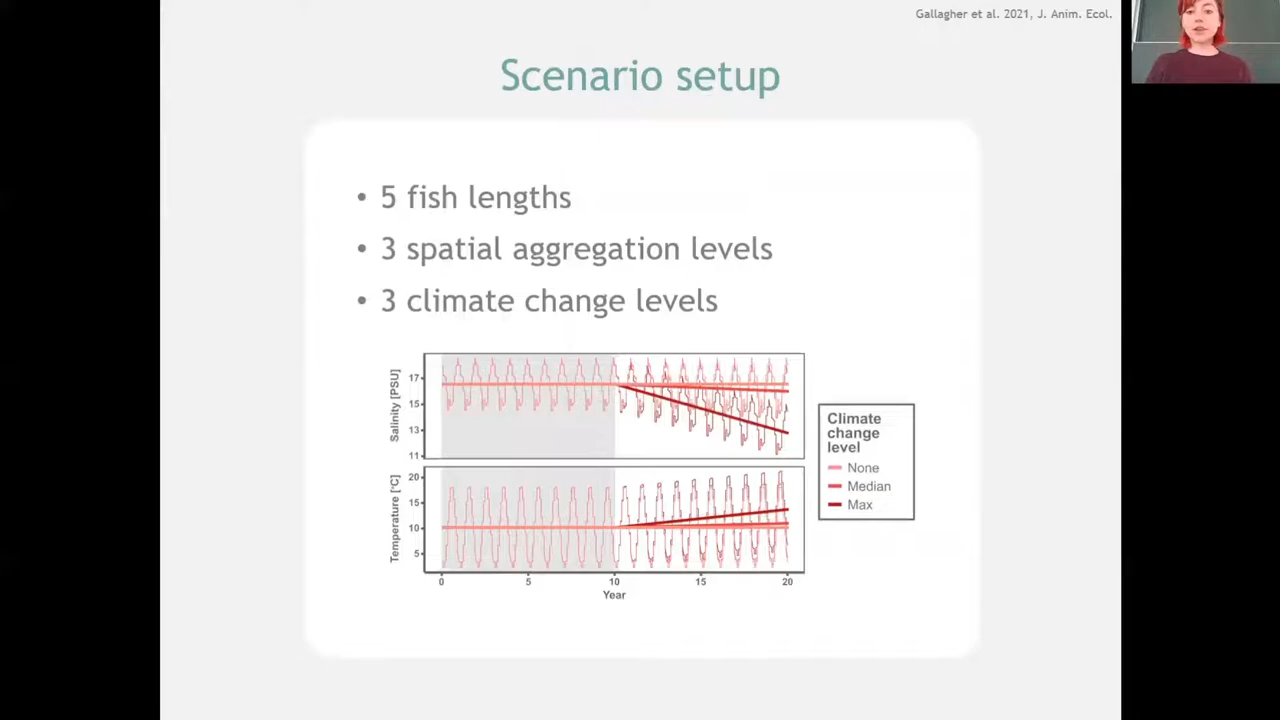 Gallagher et al. 2021, J. Anim. Ecol.
Scenario setup
• 5 fish lengths
• 3 spatial aggregation levels
• 3 climate change levels
Salinity [PSU]
17
15
13
11
Temperature [°C]
20
15
10
5
0 5 10 15 20
Year
Climate
change
level
None
Median
Max